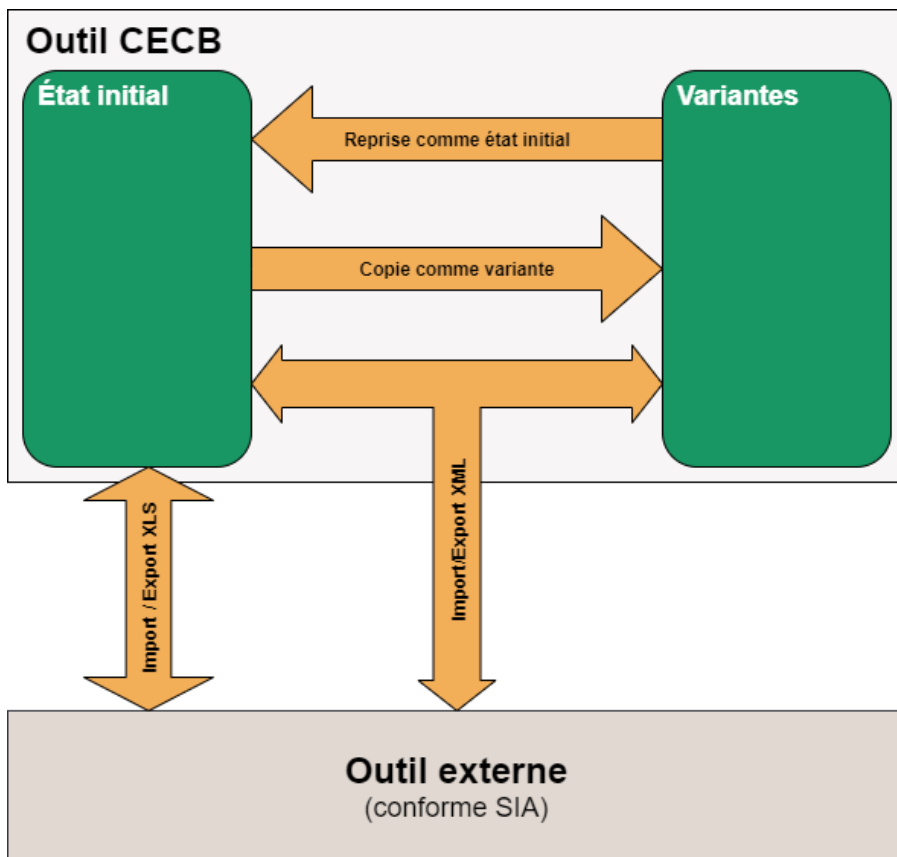 Outil CECB
État initial
Variantes
Reprise comme état initial
Copie comme variante
Import / Export XLS
Import/Export XML
Outil externe
(conforme SIA)